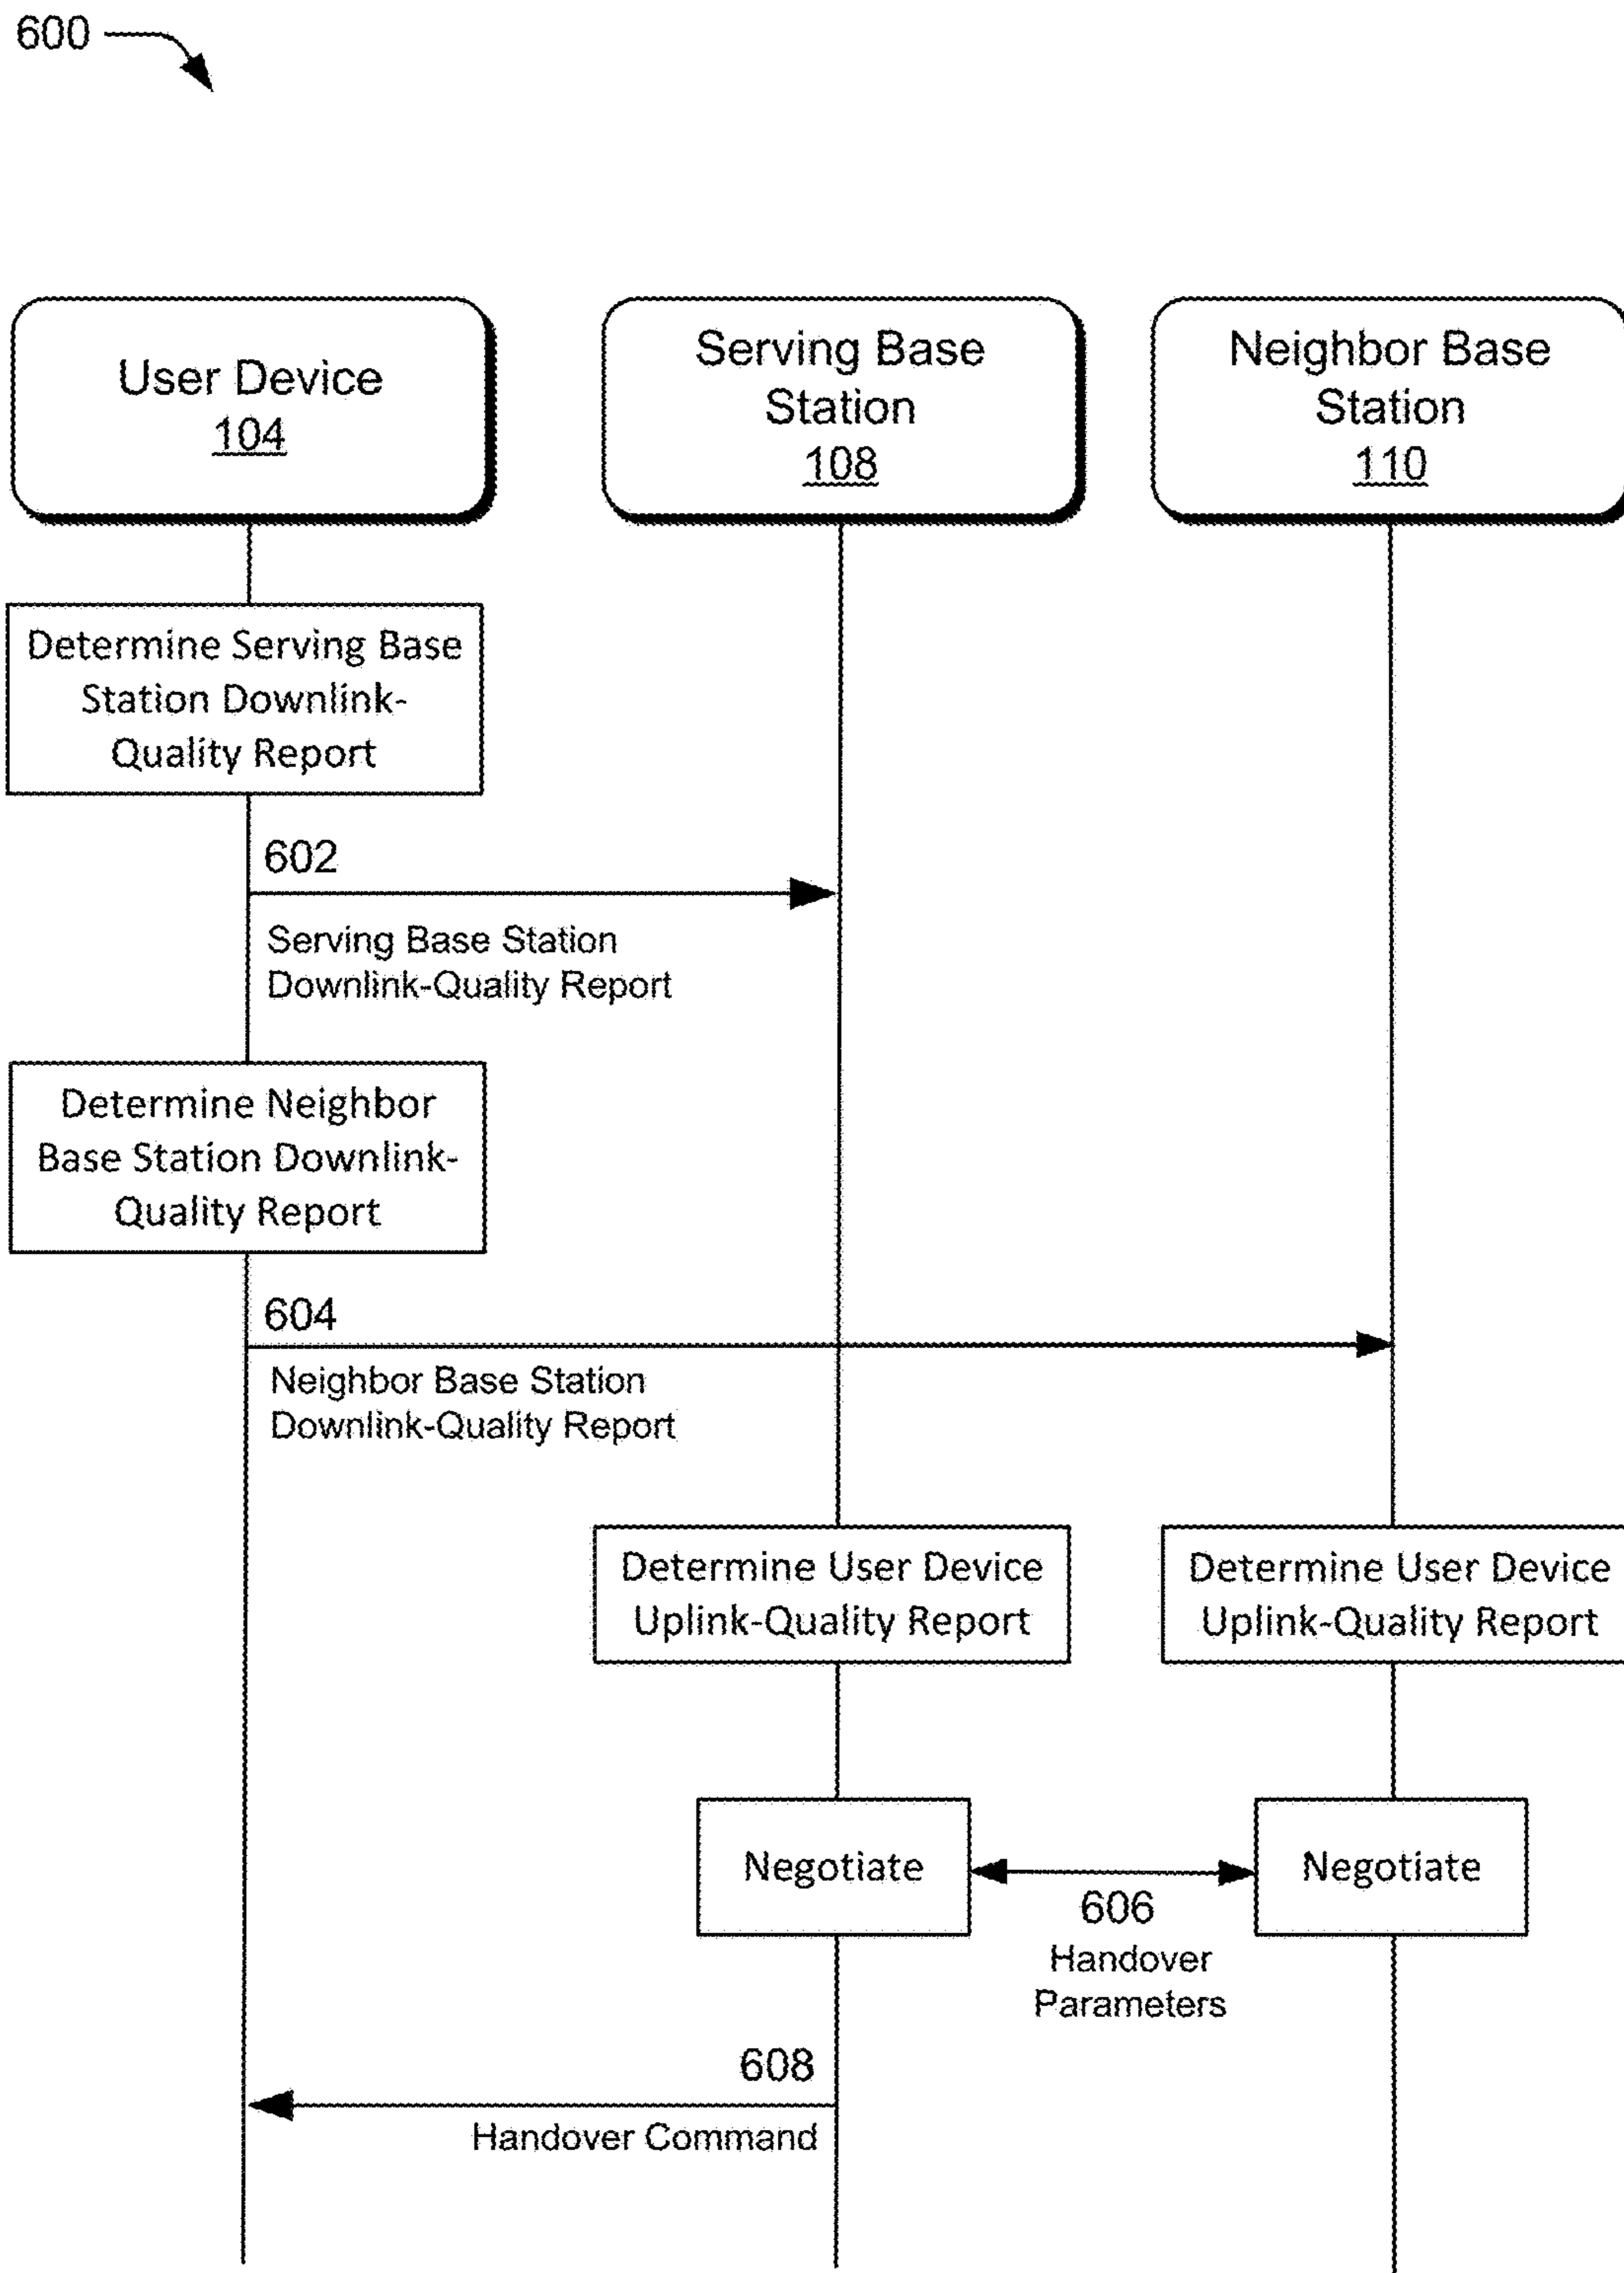 600
User Device
104
Serving Base
Station
108
Neighbor Base
Station
110
Determine Serving Base
Station Downlink-
Quality Report
602
Serving Base Station
Downlink-Quality Report
Determine Neighbor
Base Station Downlink-
Quality Report
604
Neighbor Base Station
Downlink-Quality Report
Determine User Device
Uplink-Quality Report
Determine User Device
Uplink-Quality Report
Negotiate
Negotiate
606
Handover
Parameters
608
Handover Command